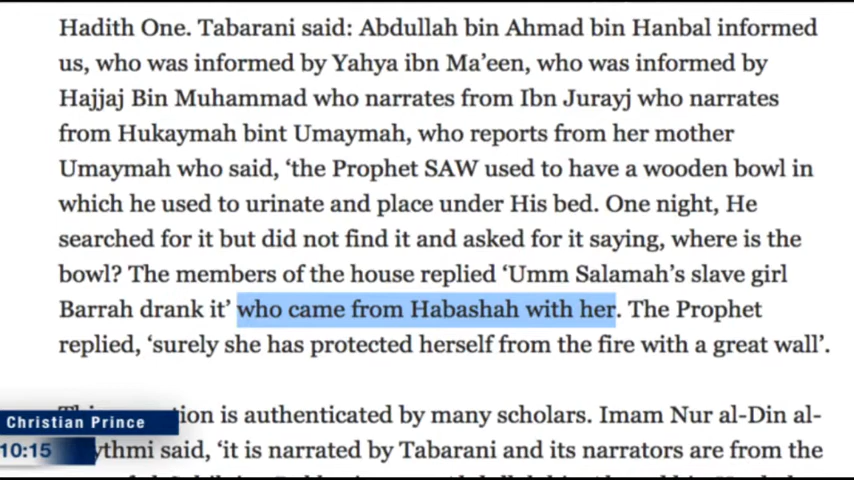 Hadith One. Tabarani said: Abdullah bin Ahmad bin Hanbal informed
us, who was informed by Yahya ibn Ma'een, who was informed by
Hajjaj Bin Muhammad who narrates from Ibn Jurayj who narrates
from Hukaymah bint Umaymah, who reports from her mother
Umaymah who said, 'the Prophet SAW used to have a wooden bowl in
which he used to urinate and place under His bed. One night, He
searched for it but did not find it and asked for it saying, where is the
bowl? The members of the house replied 'Umm Salamah's slave girl
Barrah drank it' who came from Habashah with her. The Prophet
replied, 'surely she has protected herself from the fire with a great wall'.
is authenticated by many scholars. Imam Nur al-Din al-
Christian Prince
said, 'it is narrated by Tabarani and its narrators are from the
10:15